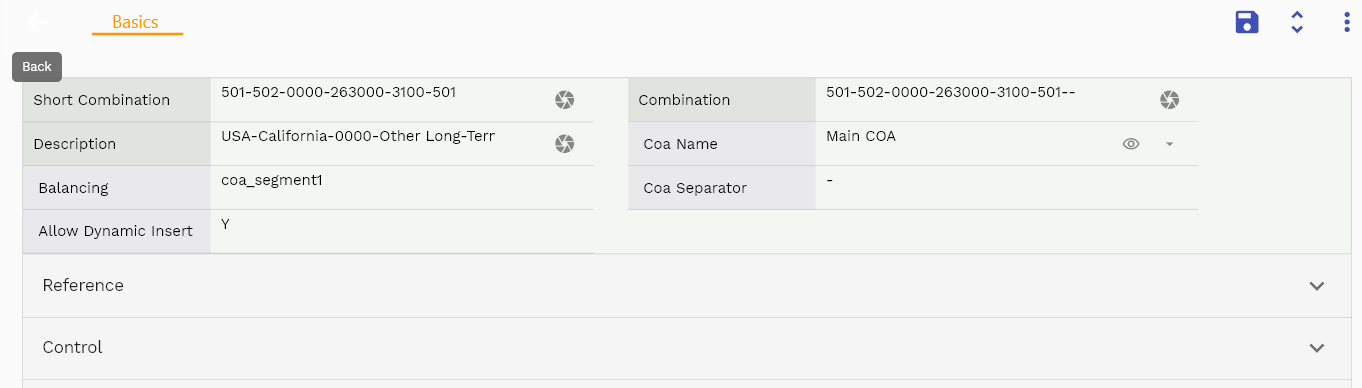 Basics
Back
Short Combination 501-502-0000-263000-3100-501 Combination 501-502-0000-263000-3100-501--
Description USA-California-0000-Other Long-Terr Coa Name Main COA
Balancing coa_segment1 Coa Separator -
Allow Dynamic Insert Y
Reference
Control